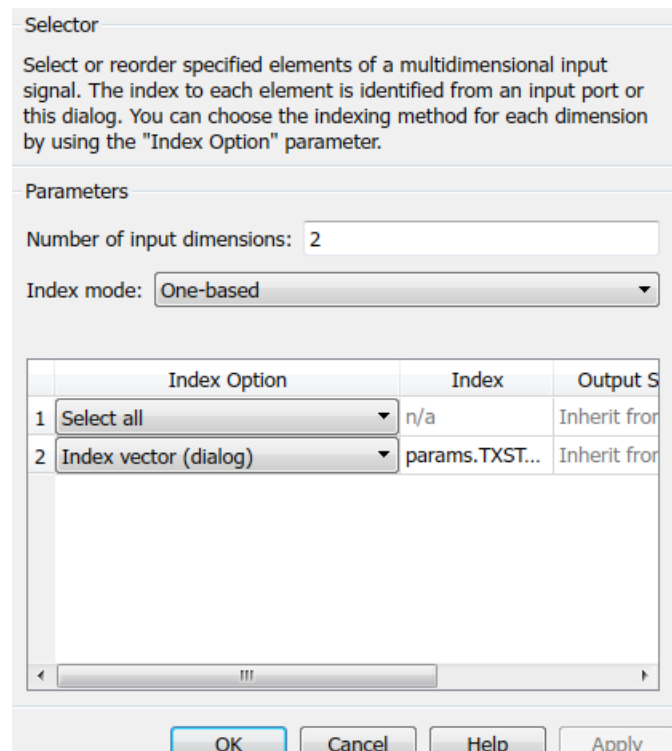 Selector
Select or reorder specified elements of a multidimensional input
signal. The index to each element is identified from an input port or
this dialog. You can choose the indexing method for each dimension
by using the "Index Option" parameter.
Parameters
Number of input dimensions: 2
Index mode: One-based
Index Option Index Output S
1 Select all n/a Inherit fror
2 Index vector (dialog) params.TXST... Inherit fror
OK Cancel Help Apply